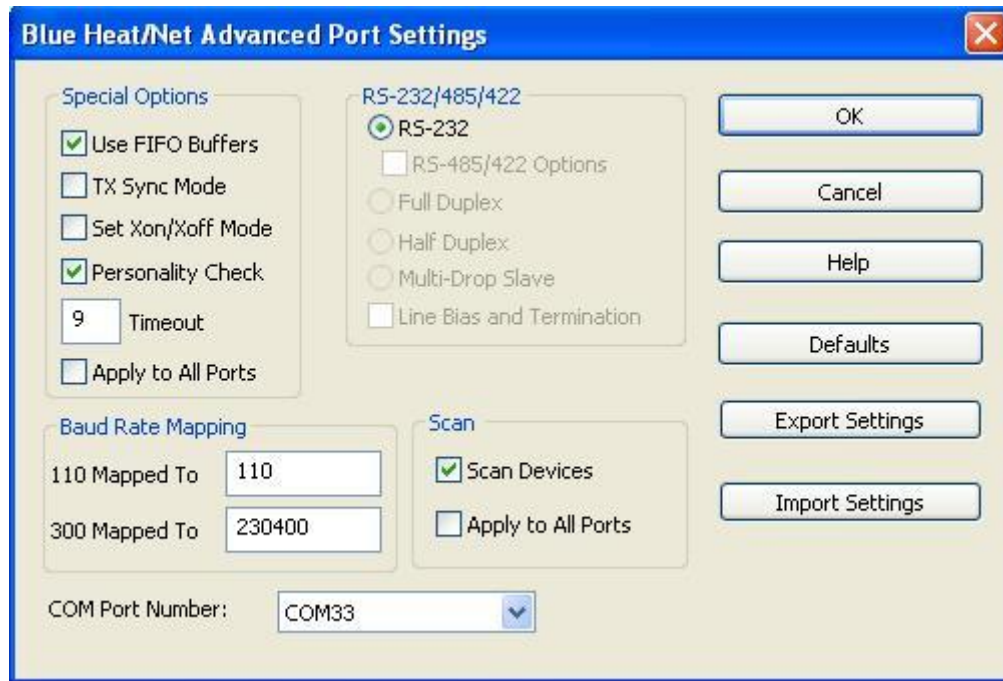 Blue Heat/Net Advanced Port Settings
Special Options
Use FIFO Buffers
TX Sync Mode
Set Xon/Xoff Mode
Personality Check
9 Timeout
Apply to All Ports
RS-232/485/422
RS-232
RS-485/422 Options
Full Duplex
Half Duplex
Multi-Drop Slave
Line Bias and Termination
OK
Cancel
Help
Defaults
Export Settings
Import Settings
Baud Rate Mapping
110 Mapped To 110
300 Mapped To 230400
Scan
Scan Devices
Apply to All Ports
COM Port Number: COM33